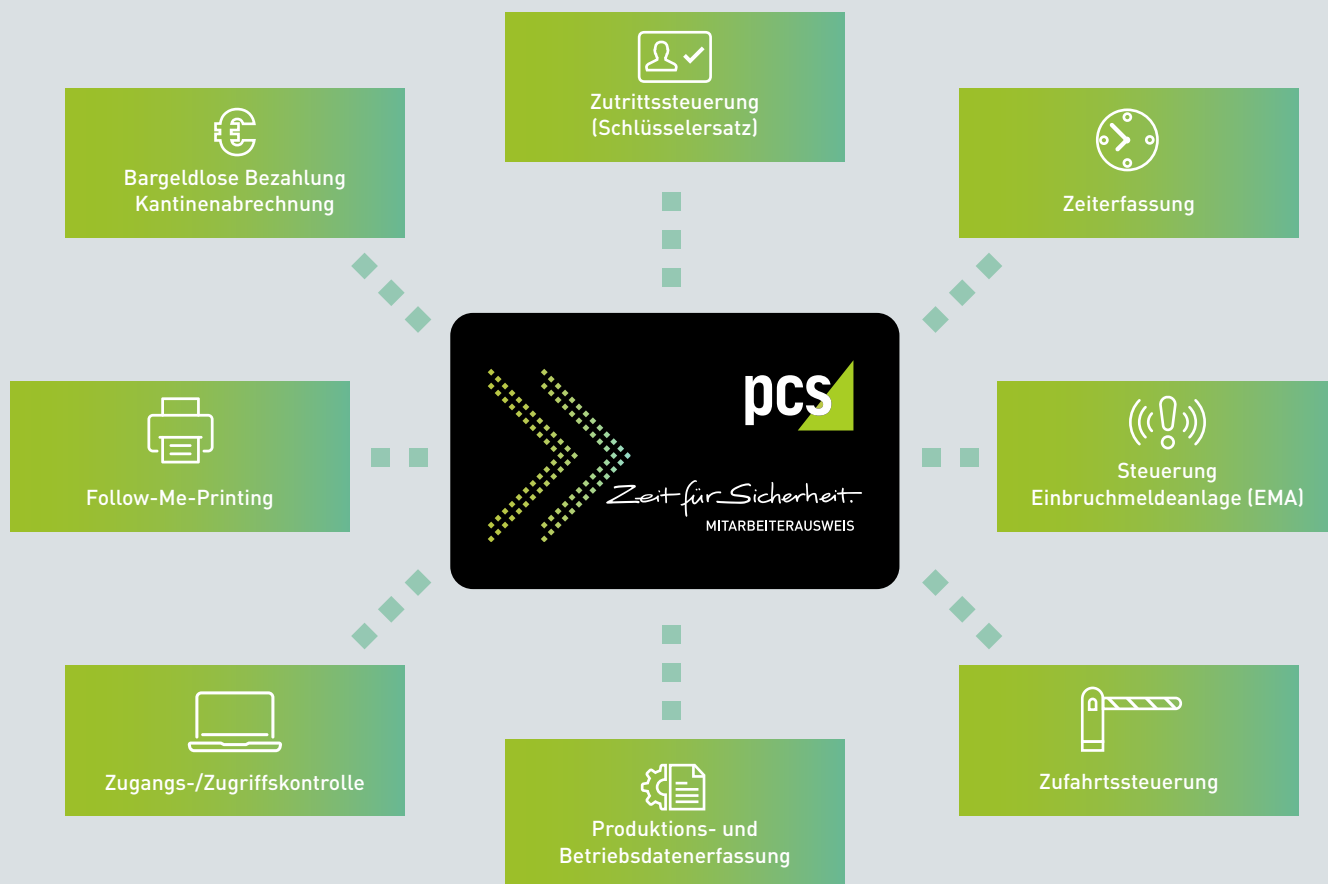 Zutrittssteuerung
(Schlüsselersatz)
Bargeldlose Bezahlung
Kantinenabrechnung
Zeiterfassung
pcs
Zeit für Sicherheit.
MITARBEITERAUSWEIS
Follow-Me-Printing
Steuerung
Einbruchmeldeanlage (EMA)
Zugangs-/Zugriffskontrolle
Zufahrtssteuerung
Produktions- und
Betriebsdatenerfassung